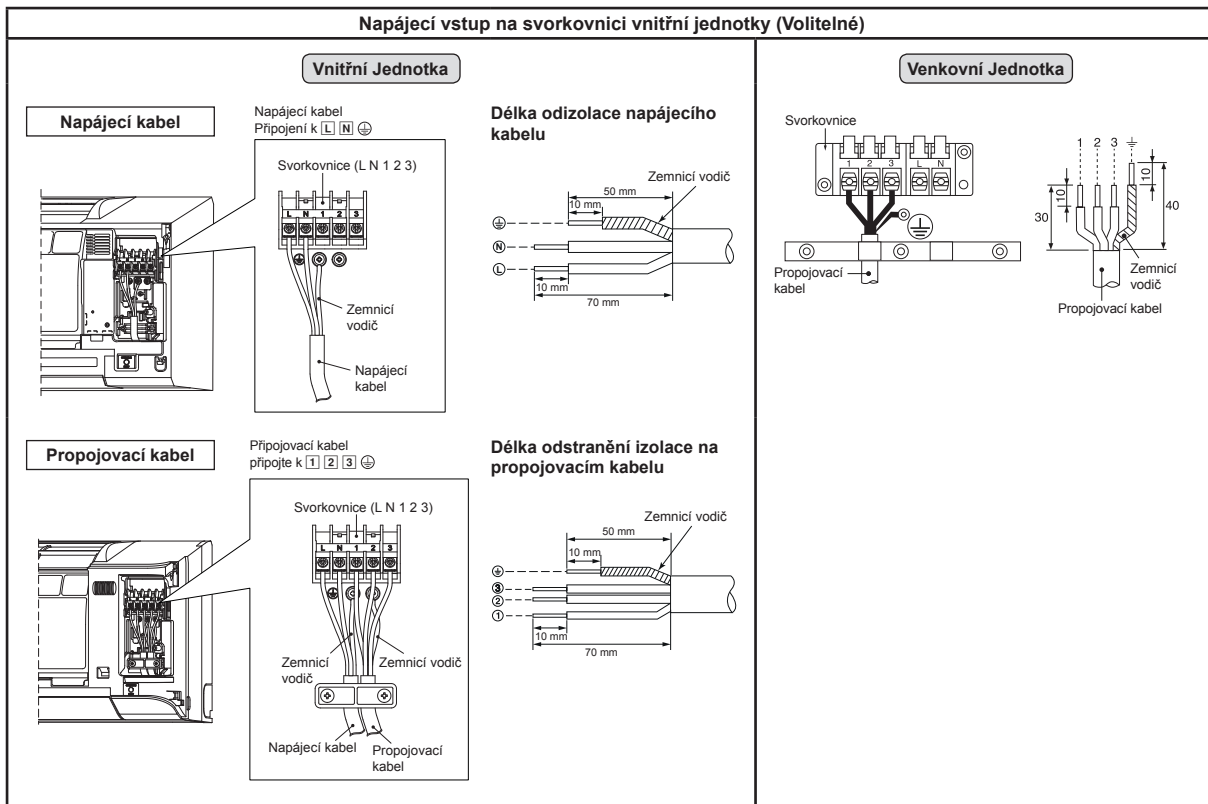 Napájecí vstup na svorkovnici vnitřní jednotky (Volitelné)
Vnitřní Jednotka
Napájecí kabel
Napájecí kabel
Připojení k L N ⏚
Svorkovnice (L N 1 2 3)
L N 1 2 3
Zemnicí
vodič
Napájecí
kabel
Délka odizolace napájecího
kabelu
Zemnicí vodič
50 mm
10 mm
⏚
N
L
10 mm
70 mm
Propojovací kabel
Připojovací kabel
připojte k 1 2 3 ⏚
Svorkovnice (L N 1 2 3)
L N 1 2 3
Zemnicí
vodič
Zemnicí vodič
Napájecí kabel
Propojovací
kabel
Délka odstranění izolace na
propojovacím kabelu
Zemnicí vodič
50 mm
10 mm
⏚
3
2
1
10 mm
70 mm
Venkovní Jednotka
Svorkovnice
1 2 3 L N
⏚
Propojovací
kabel
1 2 3 ⏚
10
10
30
40
Zemnicí
vodič
Propojovací kabel